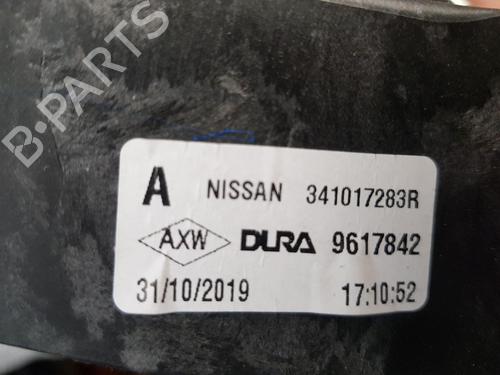 B-PARTS
A NISSAN 341017283R
AXW DURA 9617842
31/10/2019 17:10:52